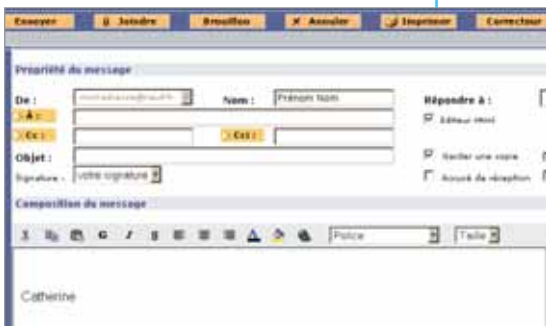 Envoyer Joindre Brouillon Annuler Imprimer Correcteur
Propriété du message
De : Nom : Prénom Nom Répondre à :
À : Editeur Html
Cc : Cci :
Objet : Garder une copie
Signature : votre signature Accusé de réception
Composition du message
G I S A Police Taille
Catherine